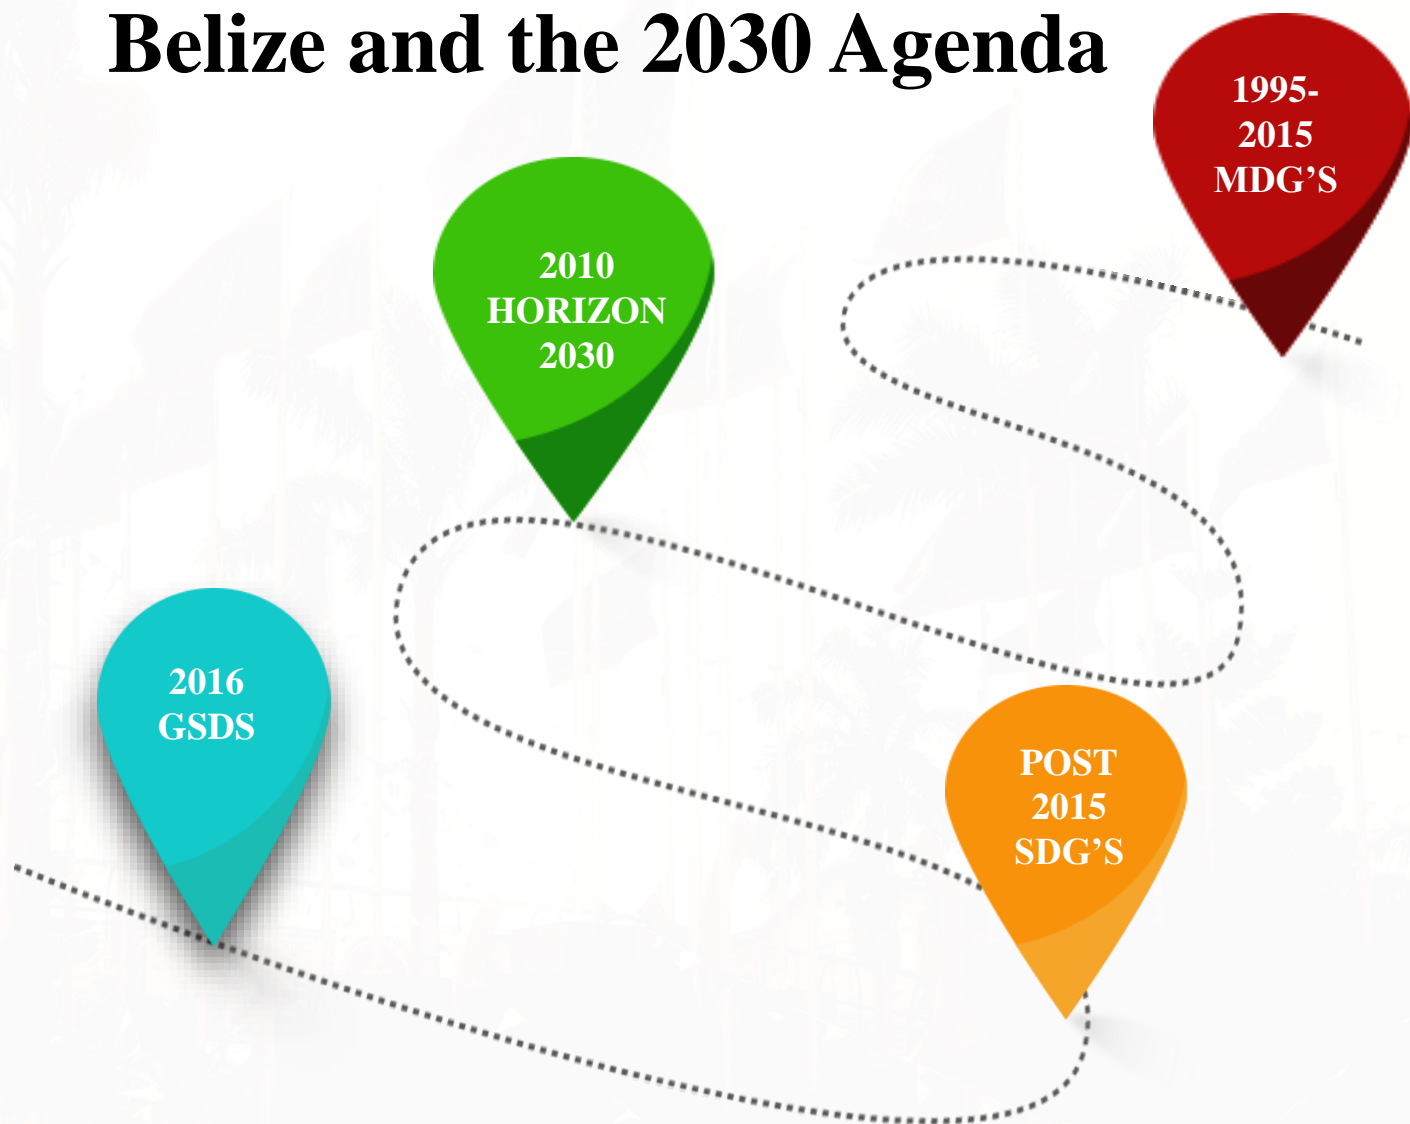 Belize and the 2030 Agenda
1995-
2015
MDG’S
2010
HORIZON
2030
2016
GSDS
POST
2015
SDG’S